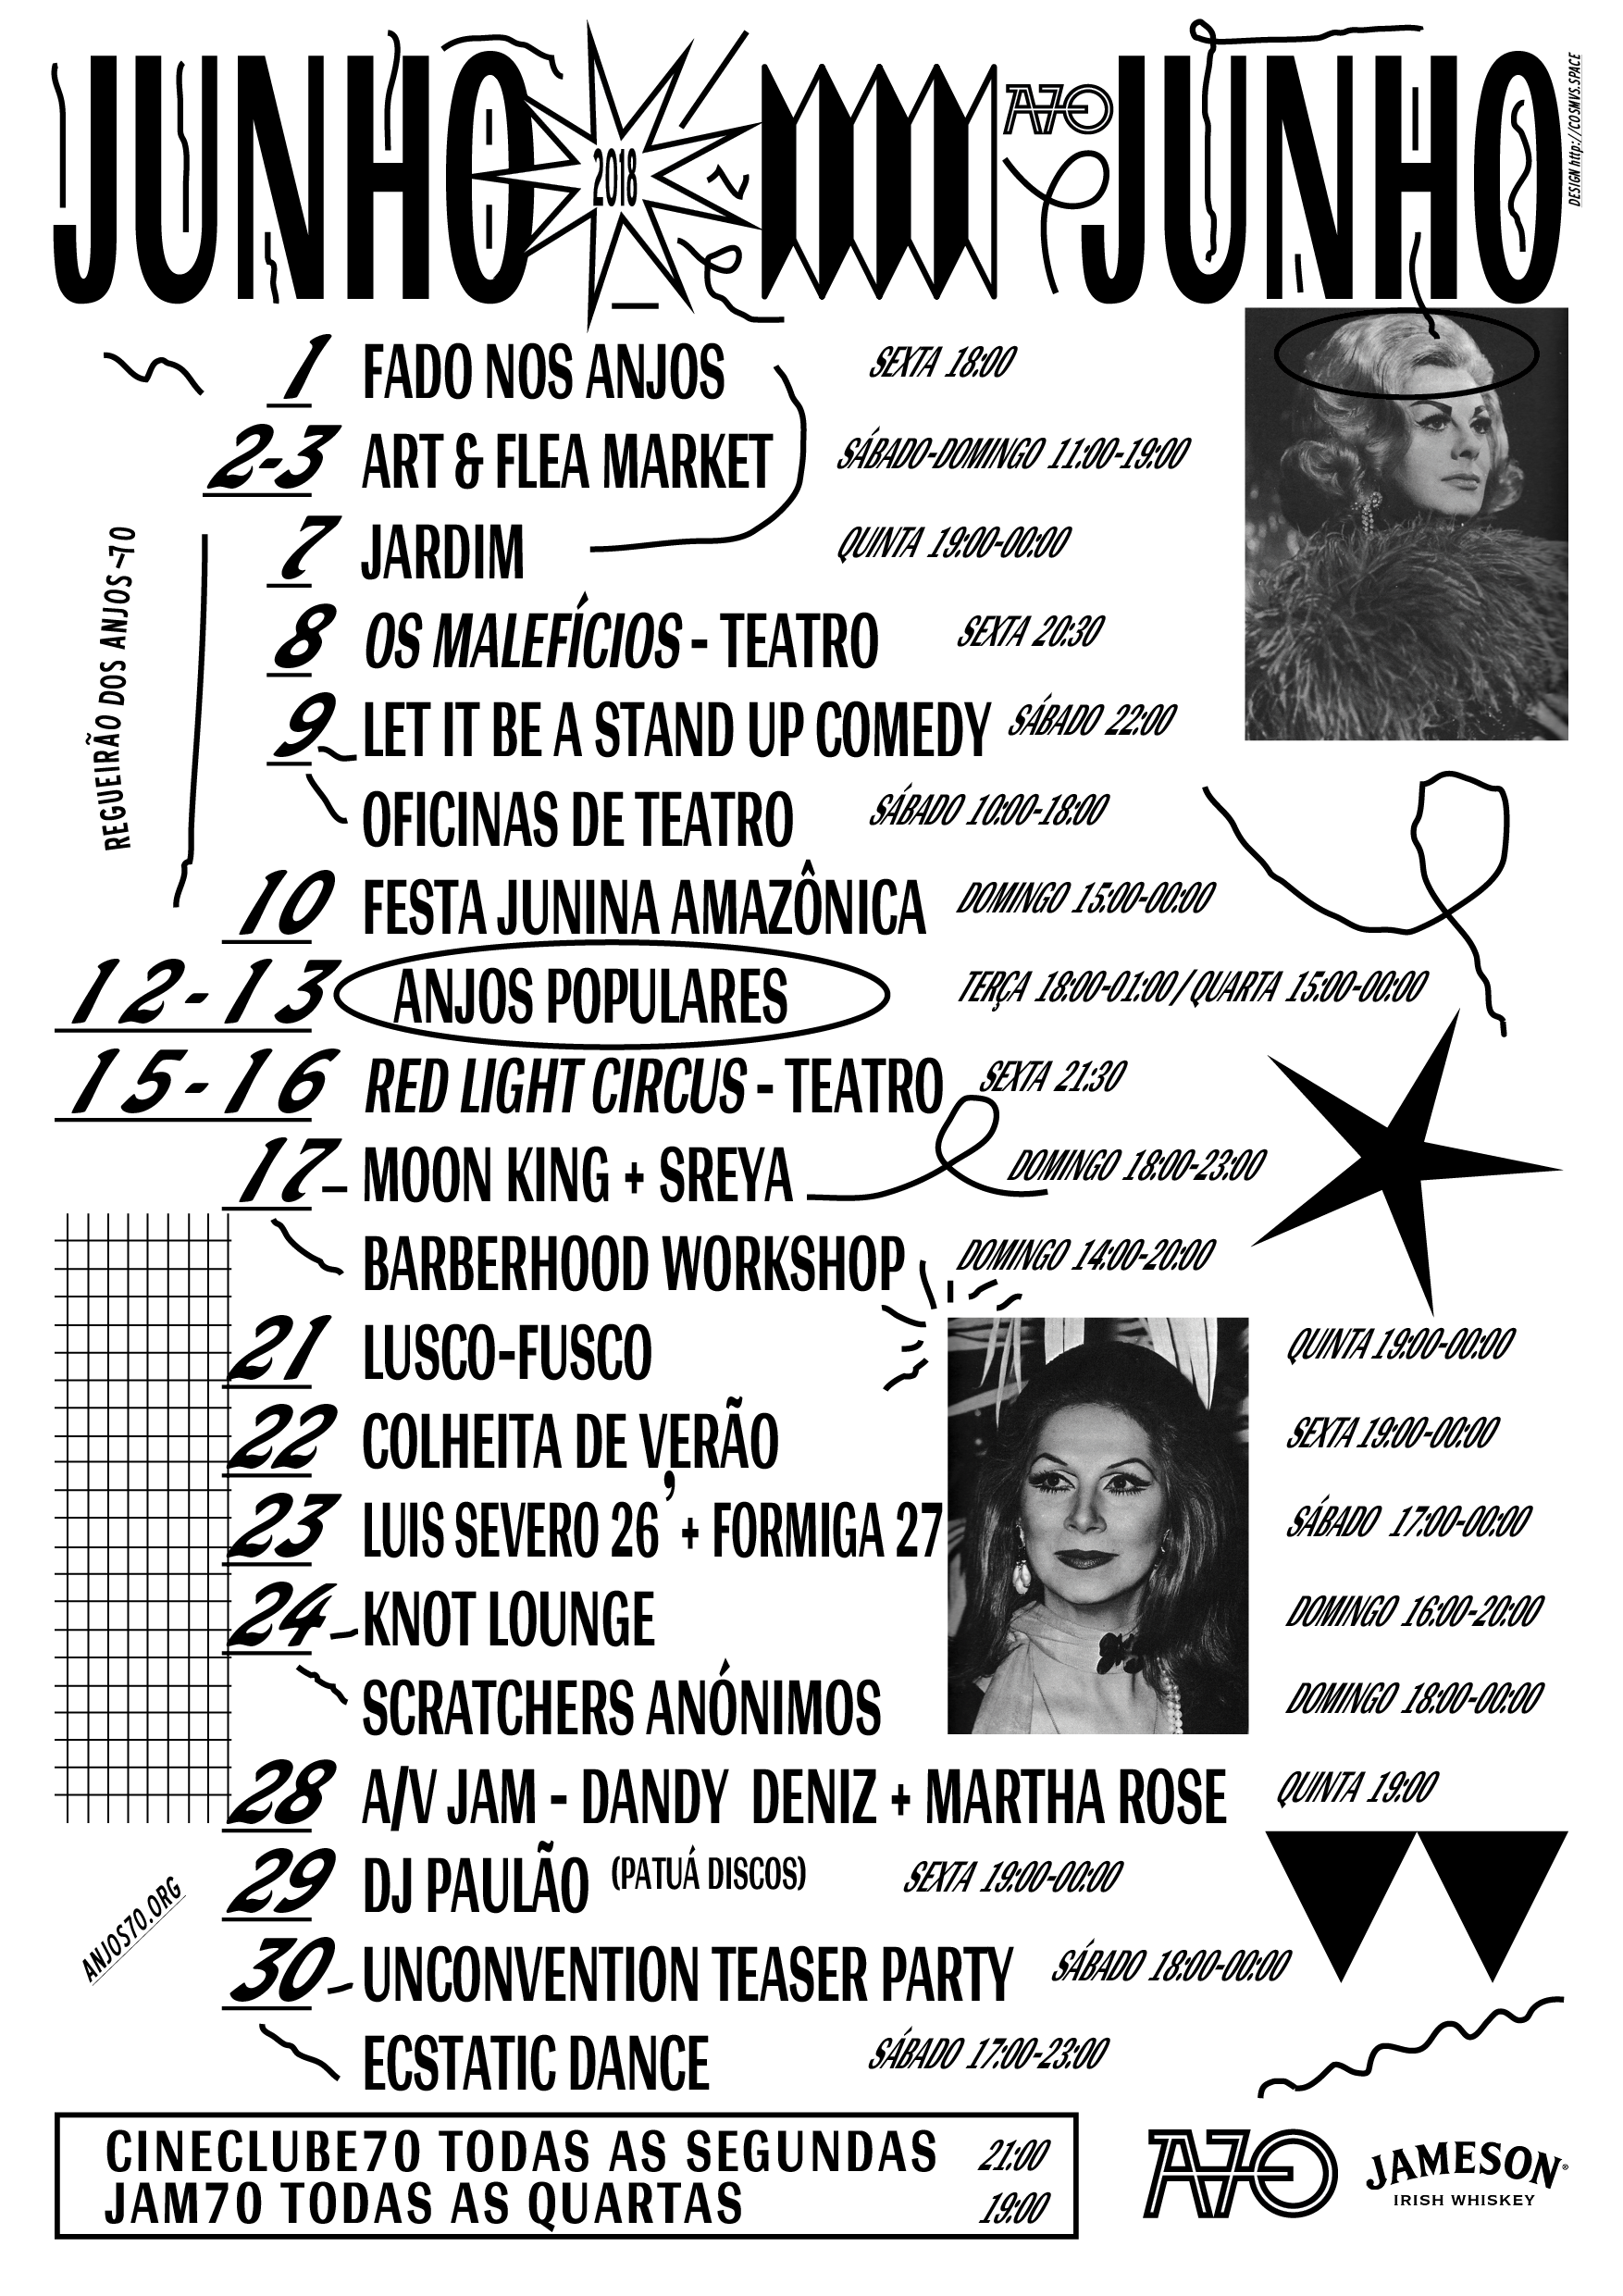 JUNHO 2018 A70 JUNHO
DESIGN http://COSMVS.SPACE
1 FADO NOS ANJOS SEXTA 18:00
2-3 ART & FLEA MARKET SÁBADO-DOMINGO 11:00-19:00
7 JARDIM QUINTA 19:00-00:00
8 OS MALEFÍCIOS - TEATRO SEXTA 20:30
9 LET IT BE A STAND UP COMEDY SÁBADO 22:00
OFICINAS DE TEATRO SÁBADO 10:00-18:00
REGUEIRÃO DOS ANJOS ~70
10 FESTA JUNINA AMAZÔNICA DOMINGO 15:00-00:00
12-13 ANJOS POPULARES TERÇA 18:00-01:00 / QUARTA 15:00-00:00
15-16 RED LIGHT CIRCUS - TEATRO SEXTA 21:30
17 MOON KING + SREYA DOMINGO 18:00-23:00
BARBERHOOD WORKSHOP DOMINGO 14:00-20:00
21 LUSCO-FUSCO QUINTA 19:00-00:00
22 COLHEITA DE VERÃO SEXTA 19:00-00:00
23 LUIS SEVERO 26' + FORMIGA 27 SÁBADO 17:00-00:00
24 KNOT LOUNGE DOMINGO 16:00-20:00
SCRATCHERS ANÓNIMOS DOMINGO 18:00-00:00
28 A/V JAM - DANDY DENIZ + MARTHA ROSE QUINTA 19:00
29 DJ PAULÃO (PATUÁ DISCOS) SEXTA 19:00-00:00
ANJOS70.ORG
30 UNCONVENTION TEASER PARTY SÁBADO 18:00-00:00
ECSTATIC DANCE SÁBADO 17:00-23:00
CINECLUBE70 TODAS AS SEGUNDAS 21:00
JAM70 TODAS AS QUARTAS 19:00
A70
JAMESON®
IRISH WHISKEY